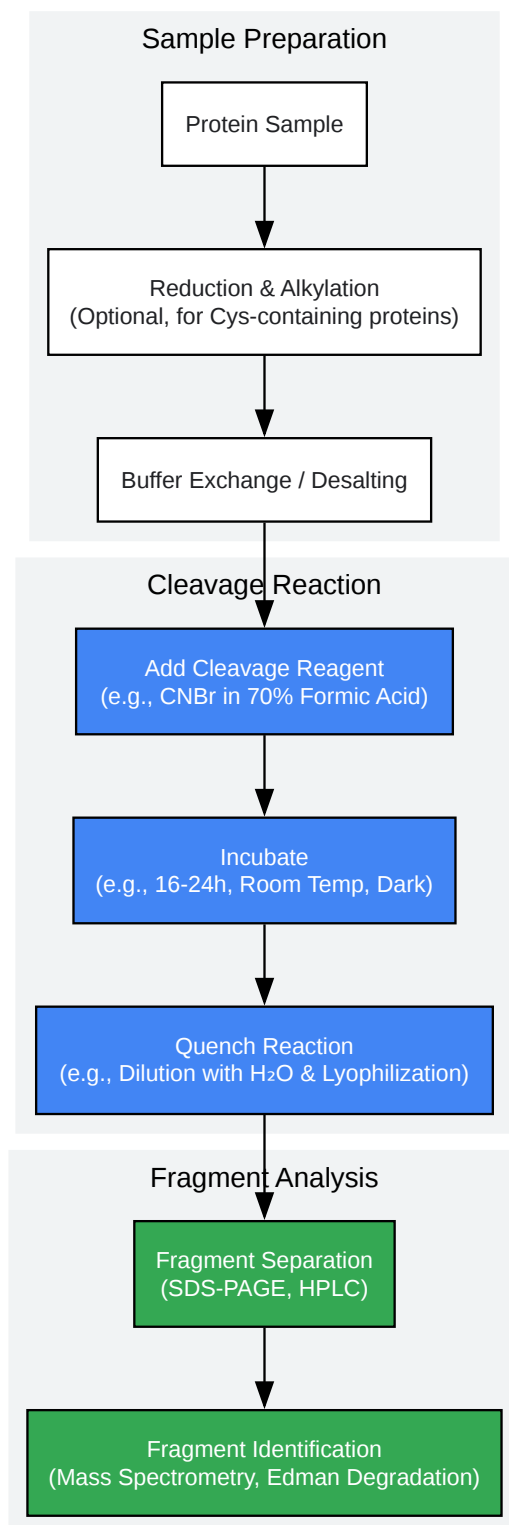 Sample Preparation
Protein Sample
Reduction & Alkylation
(Optional, for Cys-containing proteins)
Buffer Exchange / Desalting
Cleavage Reaction
Add Cleavage Reagent
(e.g., CNBr in 70% Formic Acid)
Incubate
(e.g., 16-24h, Room Temp, Dark)
Quench Reaction
(e.g., Dilution with H₂O & Lyophilization)
Fragment Analysis
Fragment Separation
(SDS-PAGE, HPLC)
Fragment Identification
(Mass Spectrometry, Edman Degradation)